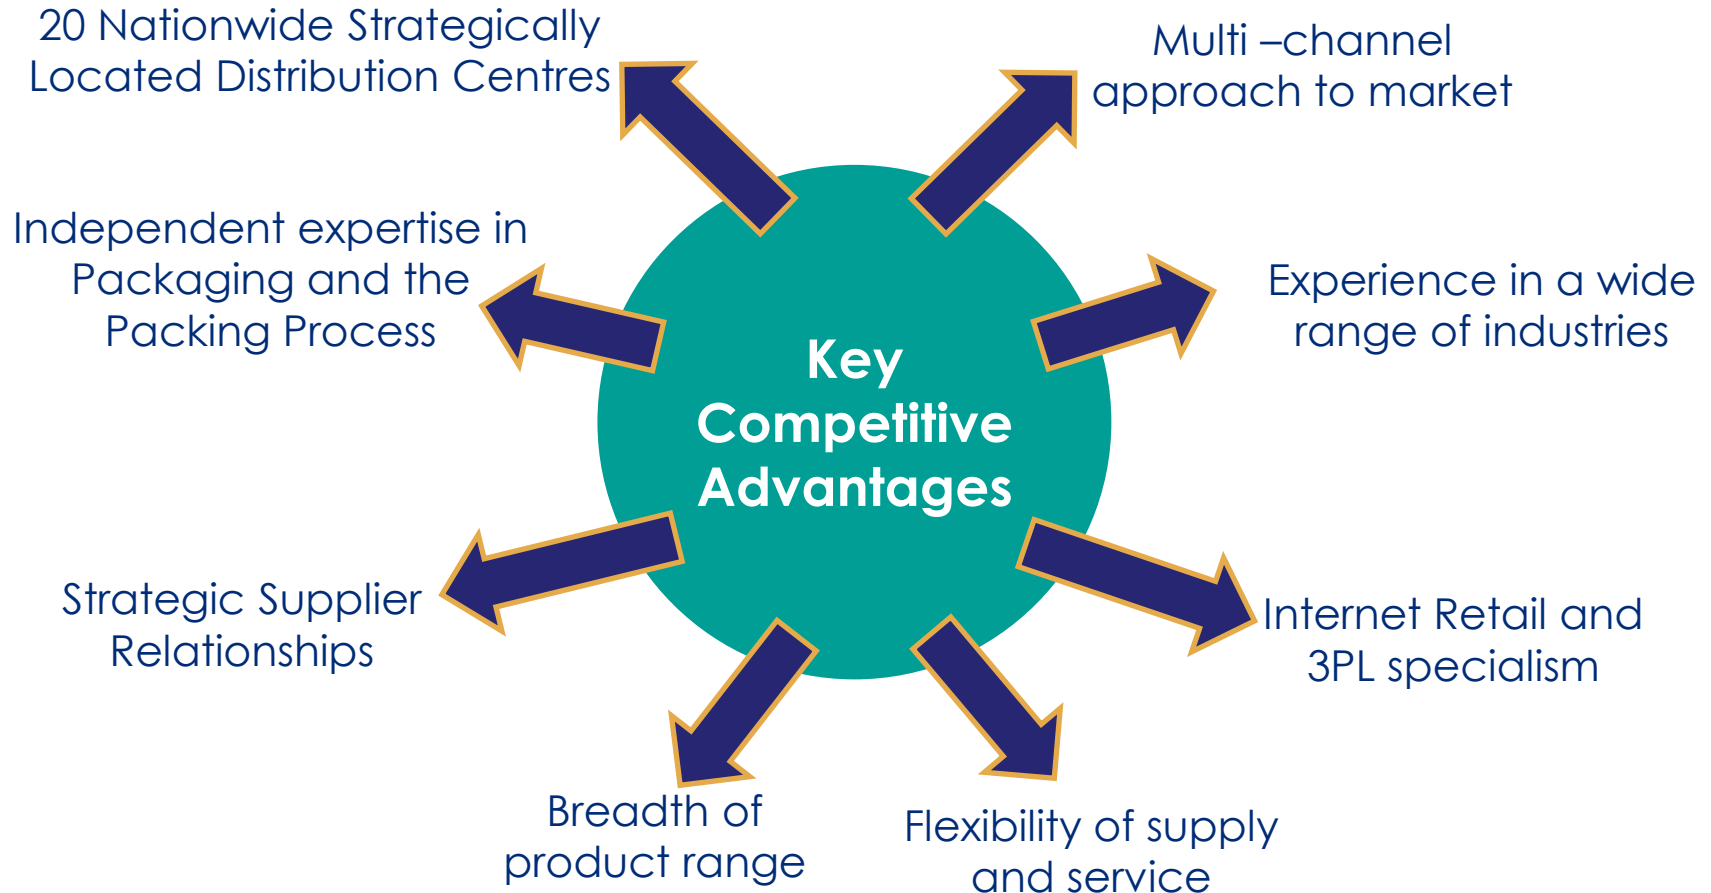 20 Nationwide Strategically
Located Distribution Centres
Multi –channel
approach to market
Independent expertise in
Packaging and the
Packing Process
Experience in a wide
range of industries
Key
Competitive
Advantages
Strategic Supplier
Relationships
Internet Retail and
3PL specialism
Breadth of
product range
Flexibility of supply
and service